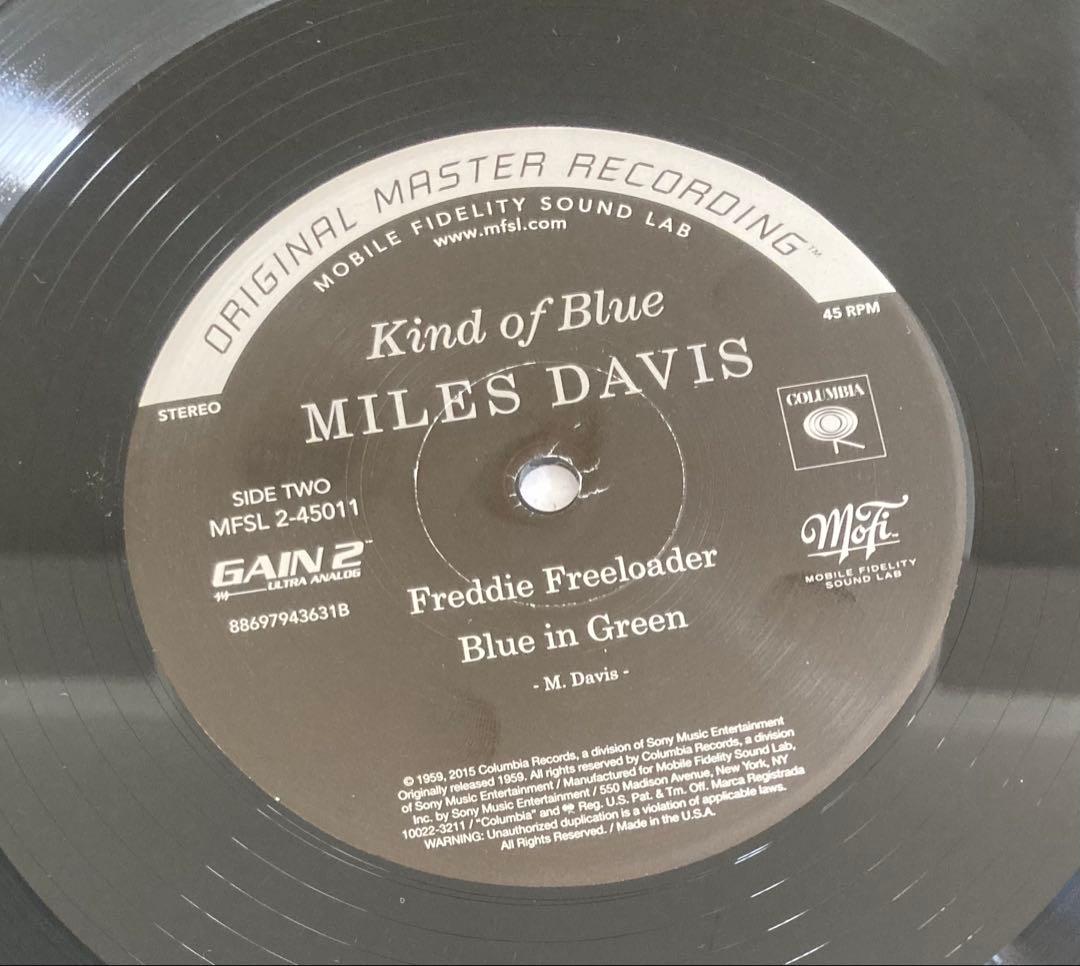 ORIGINAL MASTER RECORDING™
MOBILE FIDELITY SOUND LAB
www.mfsl.com
Kind of Blue
MILES DAVIS
STEREO
45 RPM
COLUMBIA
SIDE TWO
MFSL 2-45011
GAIN 2™
ULTRA ANALOG
88697943631B
MoFi
MOBILE FIDELITY
SOUND LAB
Freddie Freeloader
Blue in Green
- M. Davis -
© 1959, 2015 Columbia Records, a division of Sony Music Entertainment
Originally released 1959. All rights reserved by Columbia Records, a division
of Sony Music Entertainment / Manufactured for Mobile Fidelity Sound Lab,
Inc. by Sony Music Entertainment / 550 Madison Avenue, New York, NY
10022-3211 / "Columbia" and Reg. U.S. Pat. & Tm. Off. Marca Registrada
WARNING: Unauthorized duplication is a violation of applicable laws.
All Rights Reserved. / Made in the U.S.A.